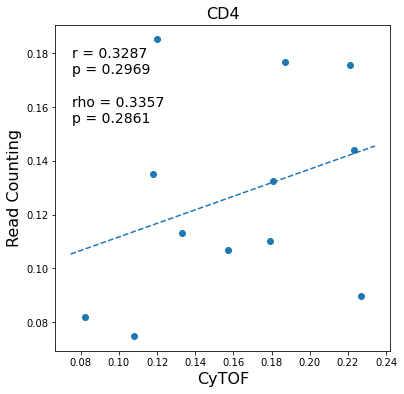 CD4
r = 0.3287
p = 0.2969
rho = 0.3357
p = 0.2861
Read Counting
0.18
0.16
0.14
0.12
0.10
0.08
0.08 0.10 0.12 0.14 0.16 0.18 0.20 0.22 0.24
CyTOF